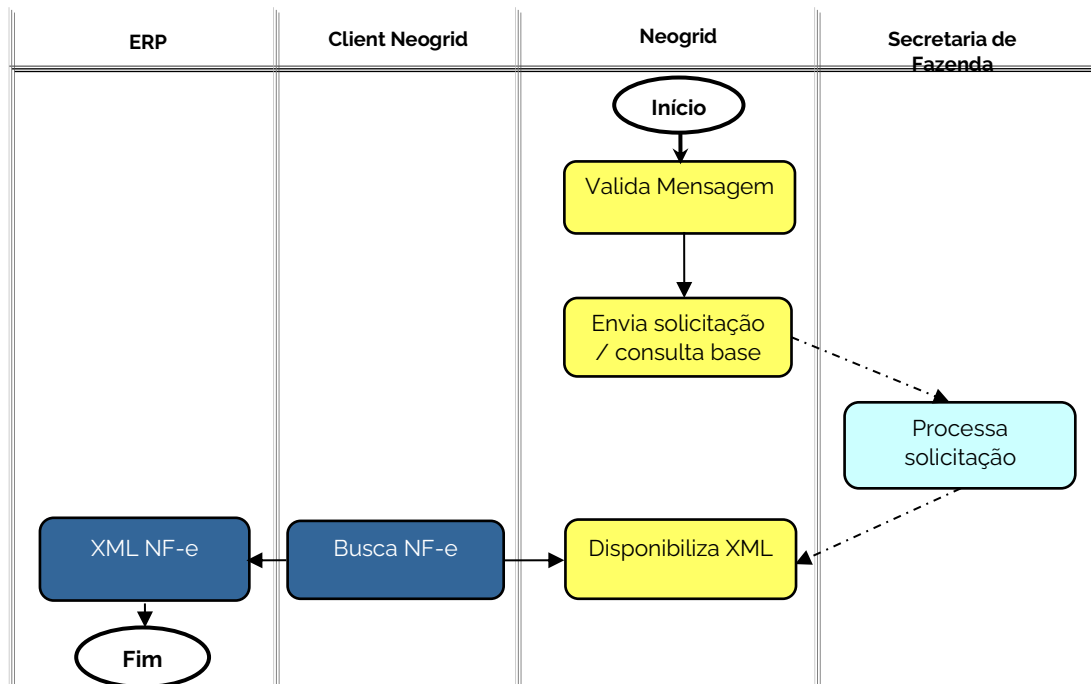 ERP
Client Neogrid
Neogrid
Secretaria de
Fazenda
Início
Valida Mensagem
Envia solicitação
/ consulta base
Processa
solicitação
XML NF-e
Busca NF-e
Disponibiliza XML
Fim